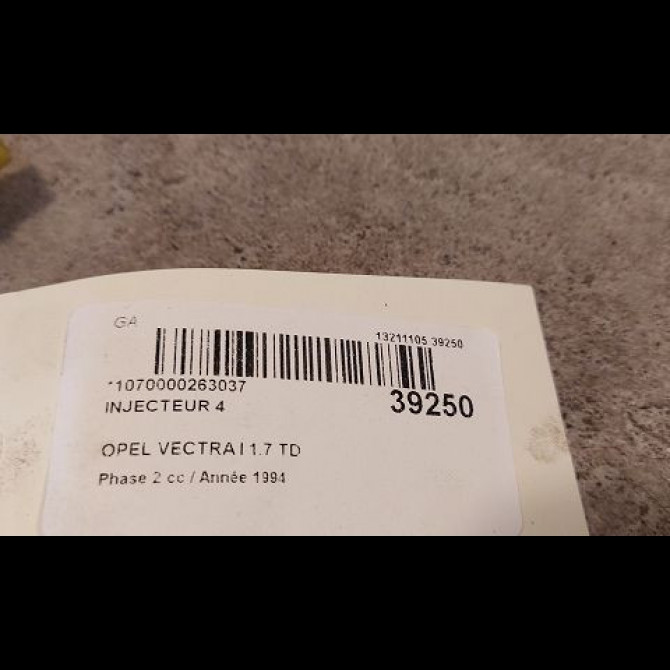 GA
13211105 39250
*1070000263037
39250
INJECTEUR 4
OPEL VECTRA I 1.7 TD
Phase 2 cc / Année 1994